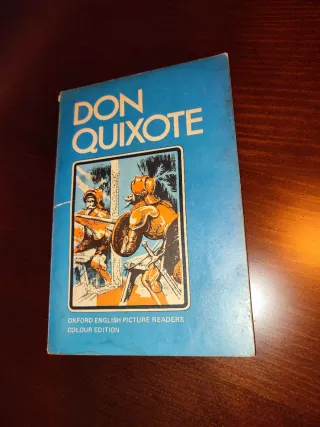 DON
QUIXOTE
OXFORD ENGLISH PICTURE READERS
COLOUR EDITION